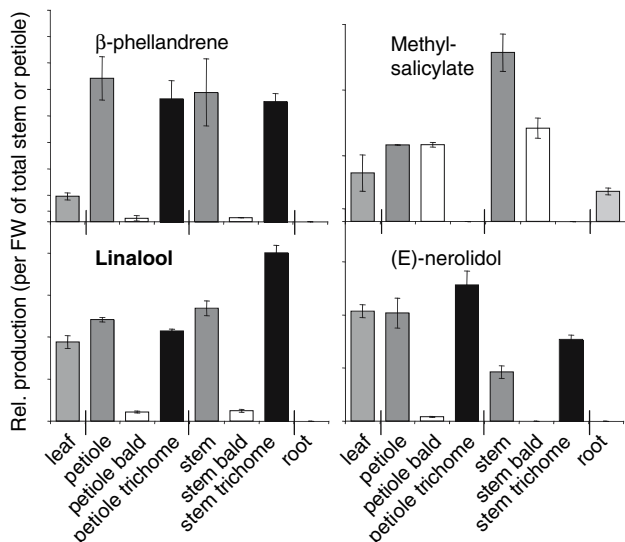 Rel. production (per FW of total stem or petiole)
β-phellandrene
Methyl-
salicylate
Linalool
(E)-nerolidol
leaf
petiole
petiole bald
petiole trichome
stem
stem bald
stem trichome
root
leaf
petiole
petiole bald
petiole trichome
stem
stem bald
stem trichome
root